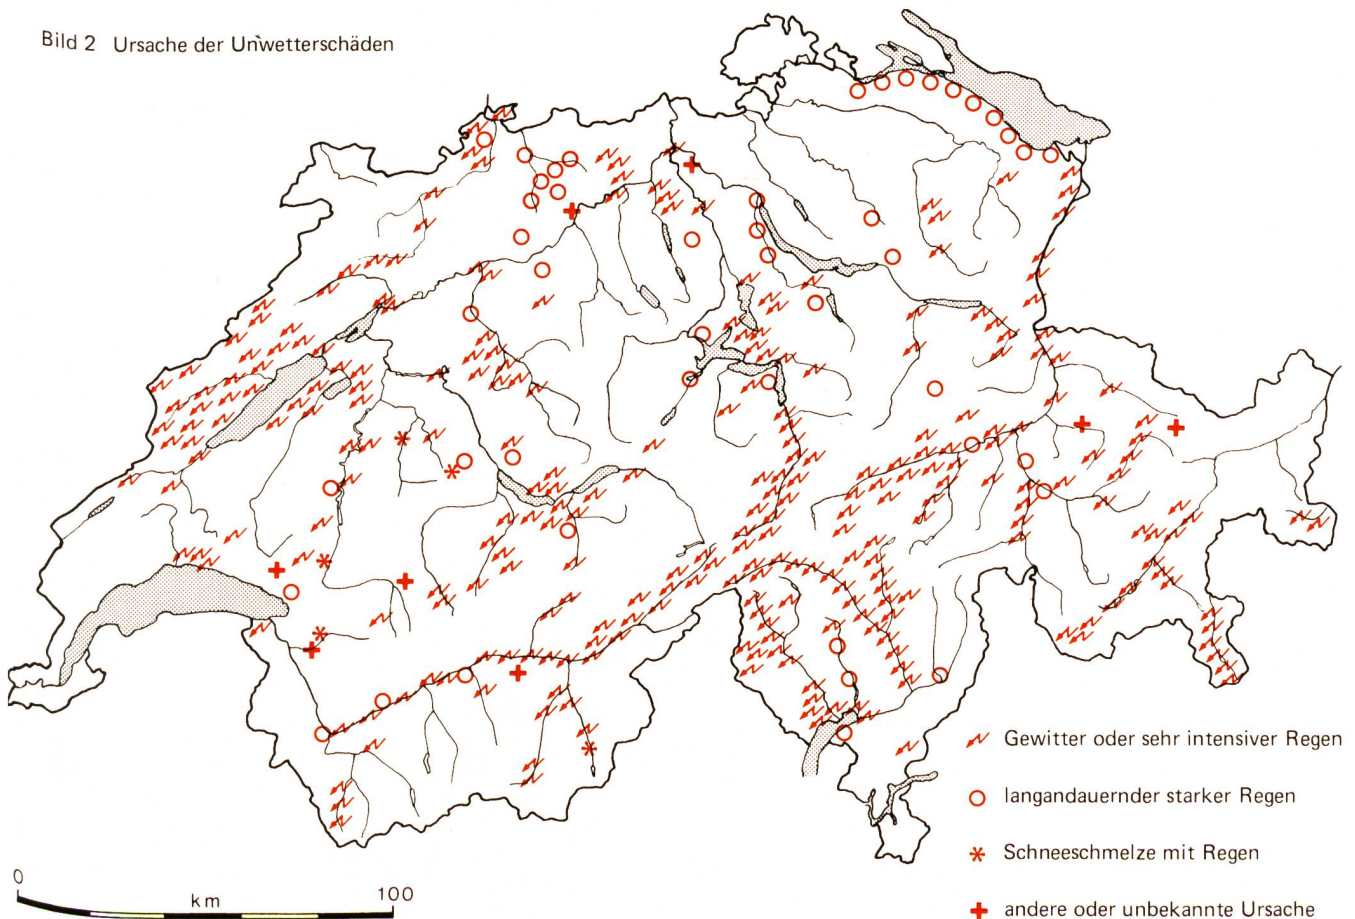 Bild 2 Ursache der Unwetterschäden
Gewitter oder sehr intensiver Regen
langandauernder starker Regen
Schneeschmelze mit Regen
andere oder unbekannte Ursache
0
km
100